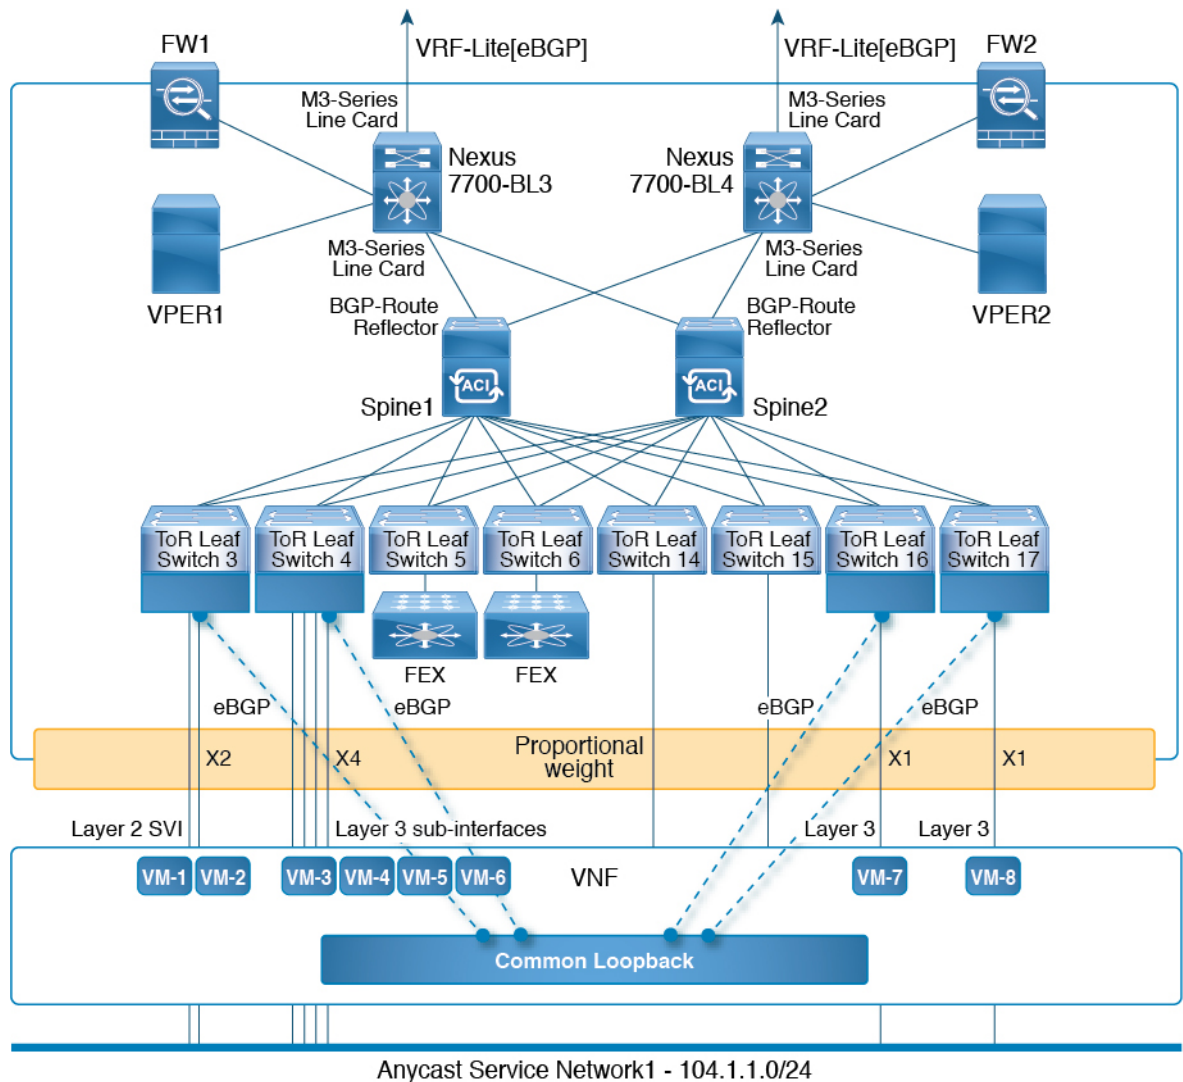 FW1
VRF-Lite[eBGP]
VRF-Lite[eBGP]
FW2
M3-Series
Line Card
M3-Series
Line Card
Nexus
7700-BL3
Nexus
7700-BL4
M3-Series
Line Card
M3-Series
Line Card
VPER1
BGP-Route
Reflector
BGP-Route
Reflector
VPER2
ACI
ACI
Spine1
Spine2
ToR Leaf
Switch 3
ToR Leaf
Switch 4
ToR Leaf
Switch 5
ToR Leaf
Switch 6
ToR Leaf
Switch 14
ToR Leaf
Switch 15
ToR Leaf
Switch 16
ToR Leaf
Switch 17
FEX
FEX
eBGP
eBGP
eBGP
eBGP
X2
X4
Proportional
weight
X1
X1
Layer 2 SVI
Layer 3 sub-interfaces
Layer 3
Layer 3
VM-1
VM-2
VM-3
VM-4
VM-5
VM-6
VNF
VM-7
VM-8
Common Loopback
Anycast Service Network1 - 104.1.1.0/24